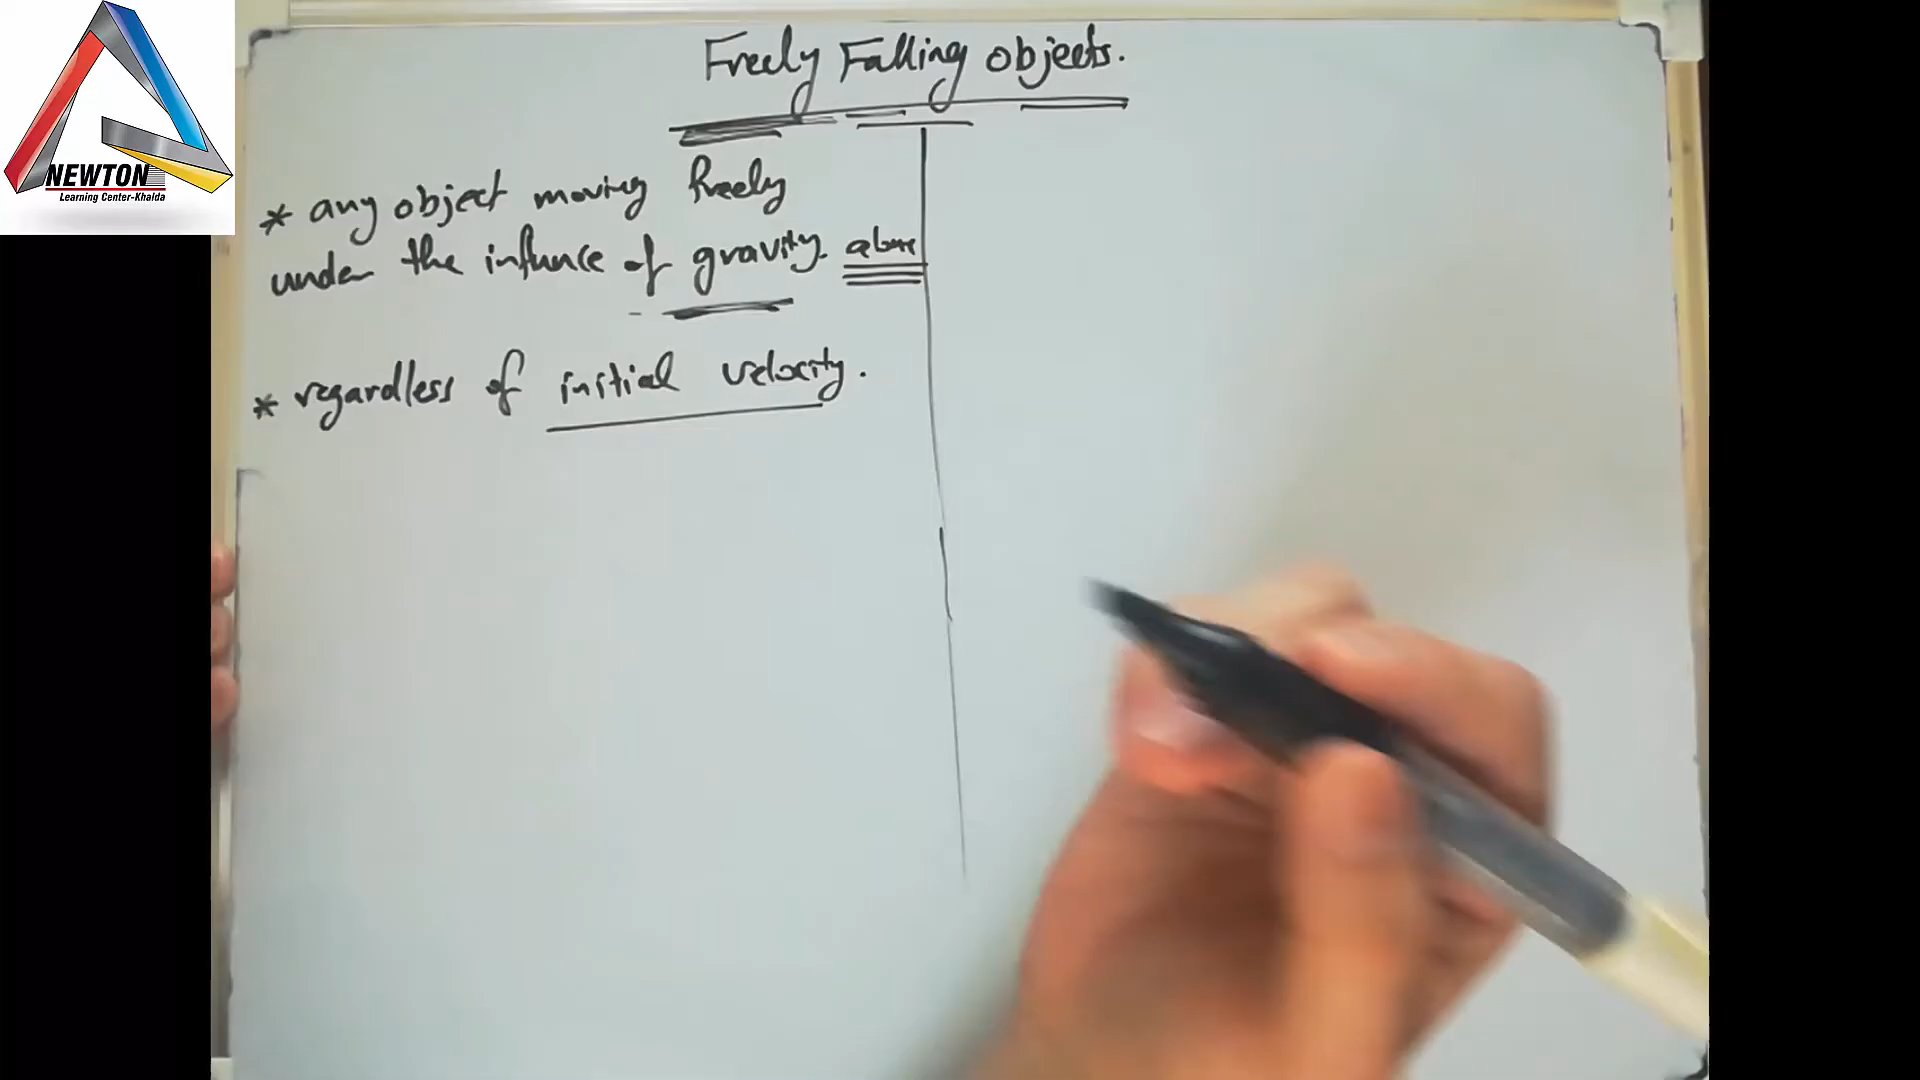 NEWTON
Learning Center-Khalda
Freely Falling objects.
* any object moving freely
under the influnce of gravity. alone
* regardless of initial velocity.